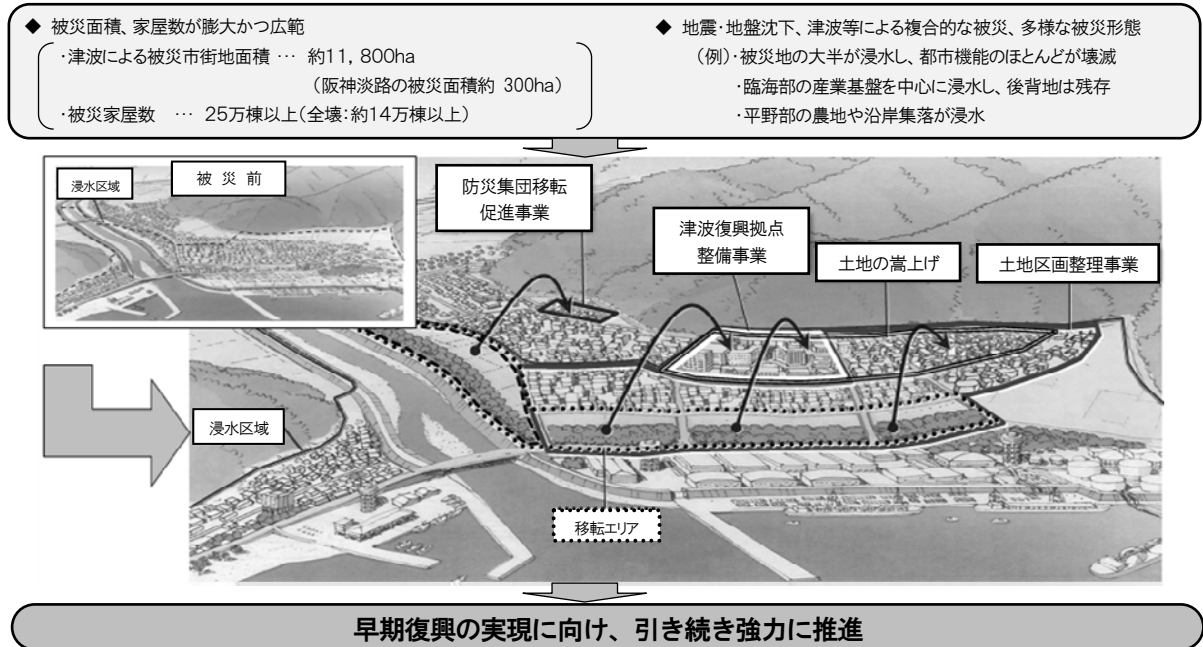 ◆ 被災面積、家屋数が膨大かつ広範
・津波による被災市街地面積 … 約11，800ha
（阪神淡路の被災面積約 300ha）
・被災家屋数 … 25万棟以上（全壊：約14万棟以上）
◆ 地震・地盤沈下、津波等による複合的な被災、多様な被災形態
（例）・被災地の大半が浸水し、都市機能のほとんどが壊滅
・臨海部の産業基盤を中心に浸水し、後背地は残存
・平野部の農地や沿岸集落が浸水
浸水区域
被 災 前
防災集団移転
促進事業
津波復興拠点
整備事業
土地の嵩上げ
土地区画整理事業
浸水区域
移転エリア
早期復興の実現に向け、引き続き強力に推進